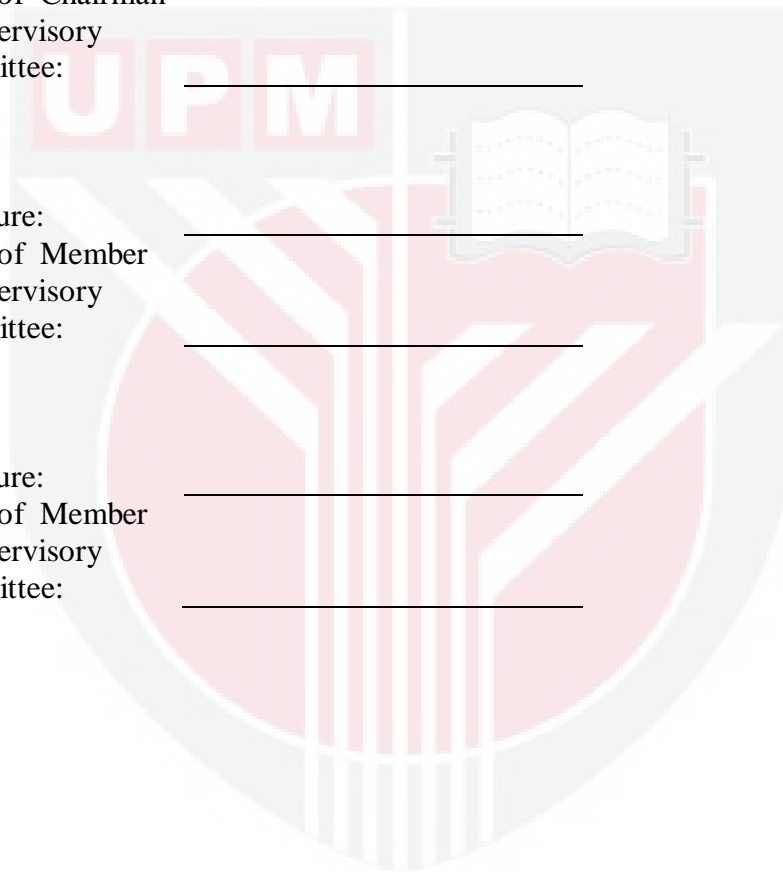 of Chairman
ervisory
ittee:
UPM
ure:
of Member
ervisory
ittee:
ure:
of Member
ervisory
ittee: